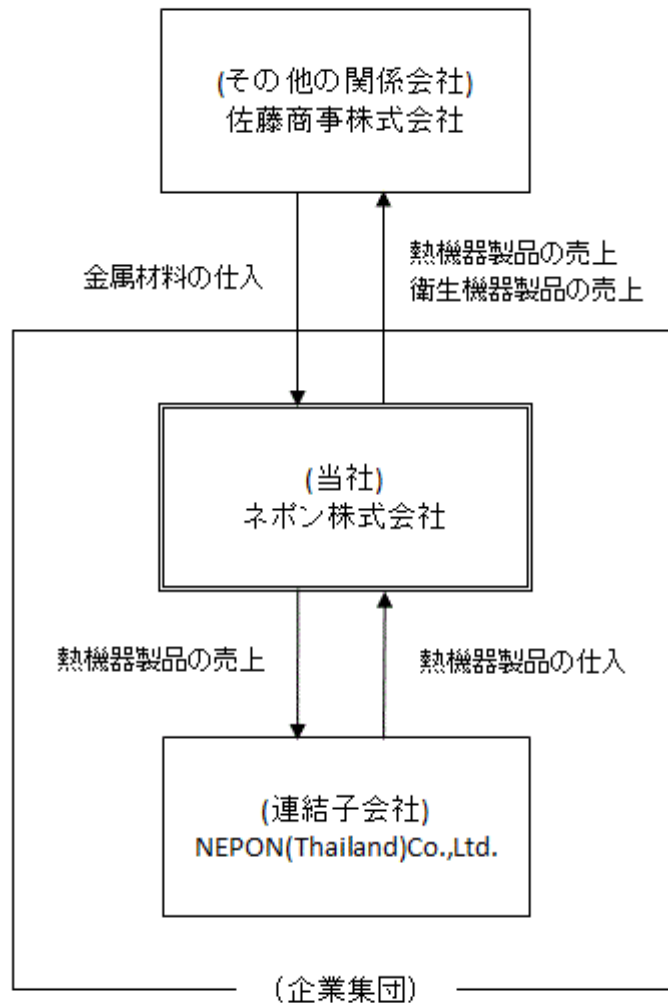 (その他の関係会社)
佐藤商事株式会社
金属材料の仕入
熱機器製品の売上
衛生機器製品の売上
(当社)
ネポン株式会社
熱機器製品の売上
熱機器製品の仕入
(連結子会社)
NEPON(Thailand)Co.,Ltd.
(企業集団)